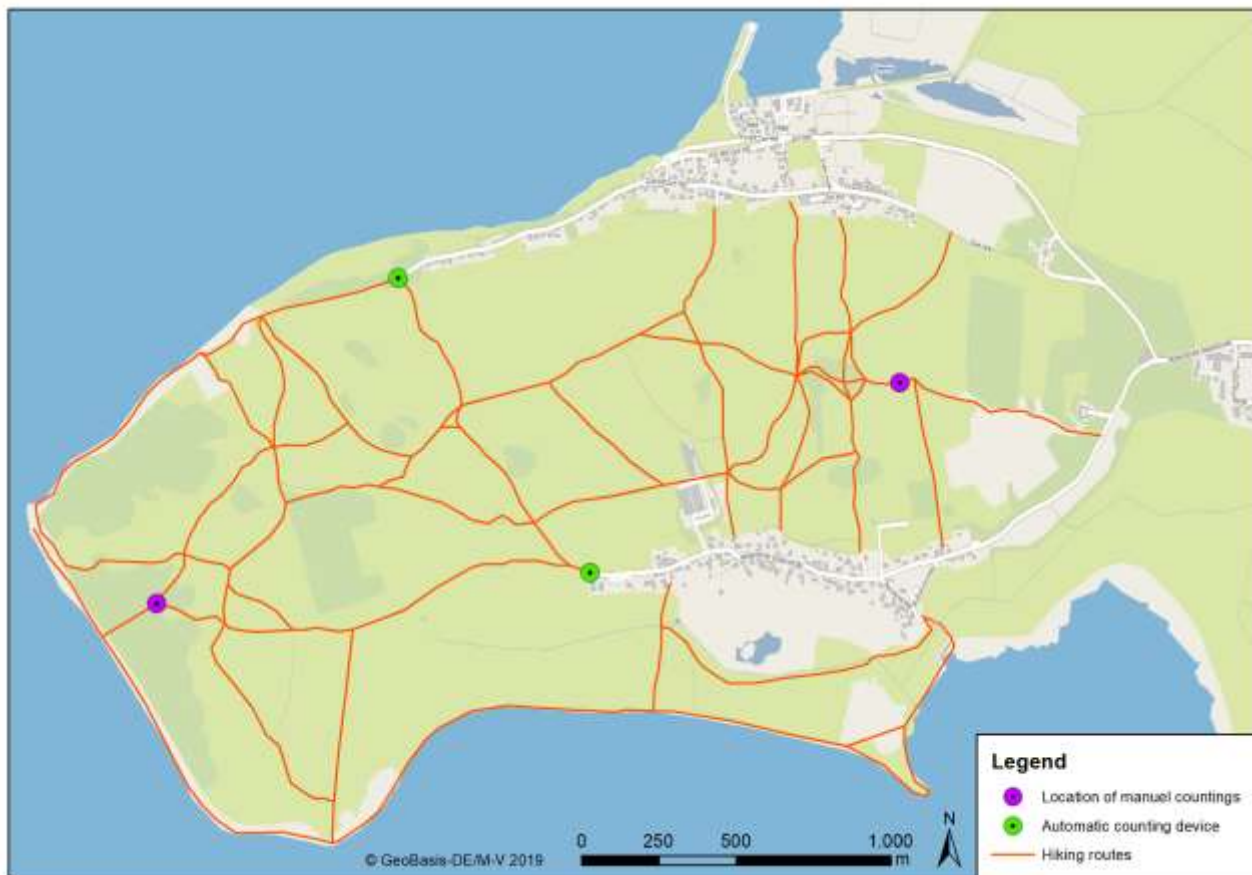 Legend
Location of manuel countings
Automatic counting device
Hiking routes
N
0 250 500 1.000
m
© GeoBasis-DE/M-V 2019